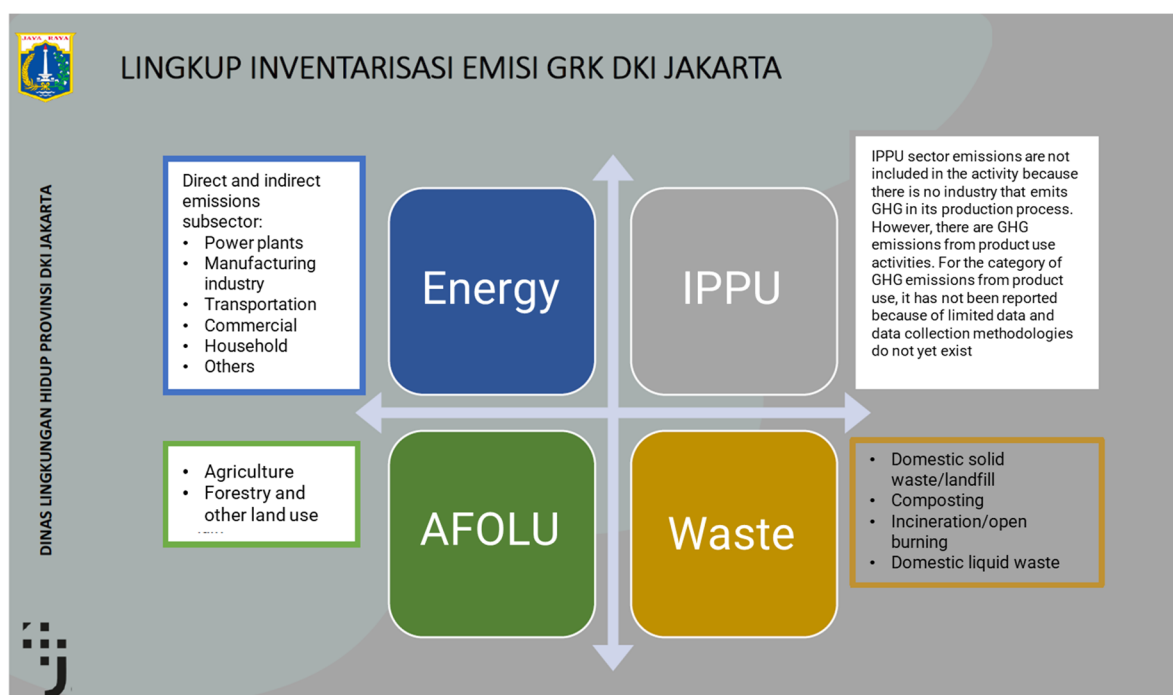 JAYA RAYA
LINGKUP INVENTARISASI EMISI GRK DKI JAKARTA
DINAS LINGKUNGAN HIDUP PROVINSI DKI JAKARTA
Direct and indirect
emissions
subsector:
• Power plants
• Manufacturing
industry
• Transportation
• Commercial
• Household
• Others
Energy
IPPU
IPPU sector emissions are not
included in the activity because
there is no industry that emits
GHG in its production process.
However, there are GHG
emissions from product use
activities. For the category of
GHG emissions from product
use, it has not been reported
because of limited data and
data collection methodologies
do not yet exist
• Agriculture
• Forestry and
other land use
AFOLU
Waste
• Domestic solid
waste/landfill
• Composting
• Incineration/open
burning
• Domestic liquid waste